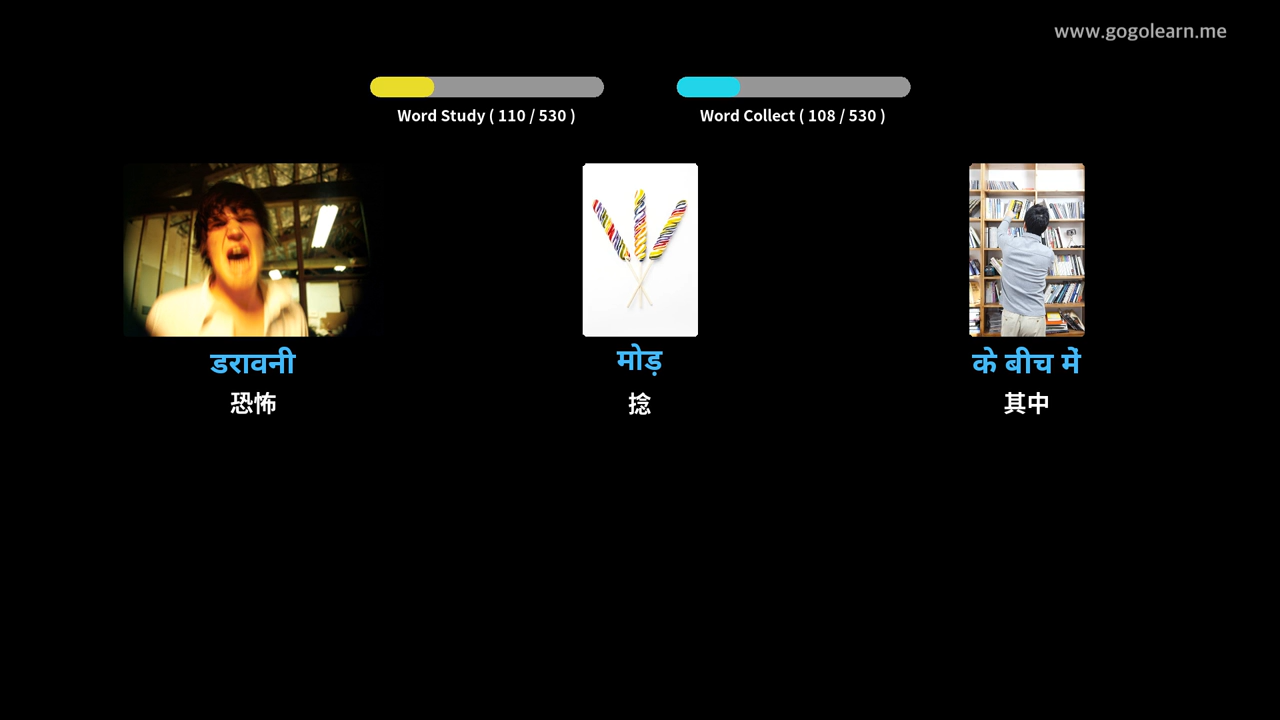 www.gogolearn.me
Word Study ( 110 / 530 )
Word Collect ( 108 / 530 )
डरावनी
恐怖
मोड़
捻
के बीच में
其中